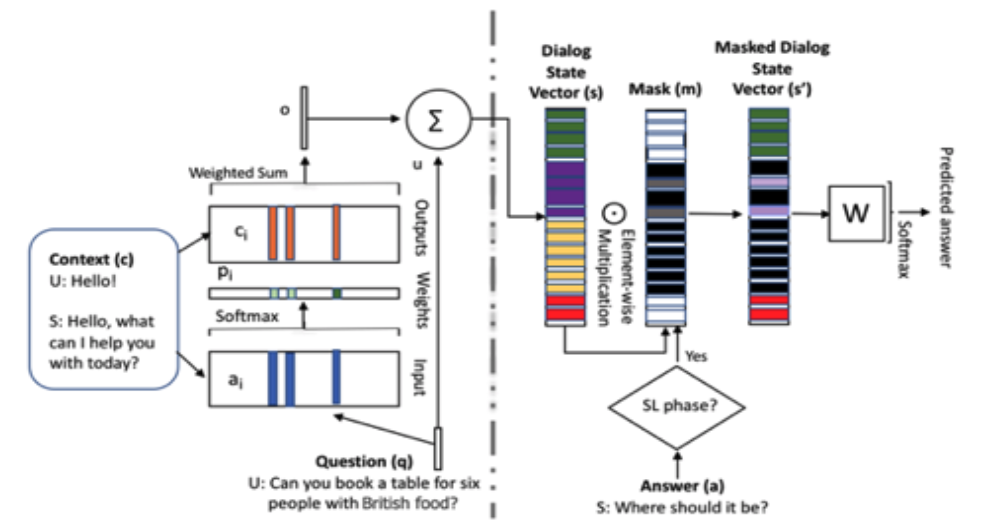 Context (c)
U: Hello!
S: Hello, what
can I help you
with today?
o
Weighted Sum
c_i
p_i
Softmax
a_i
Outputs
Weights
Input
Σ
u
Question (q)
U: Can you book a table for six
people with British food?
Dialog
State
Vector (s)
Mask (m)
Masked Dialog
State
Vector (s')
Element-wise
Multiplication
W
Softmax
Predicted answer
Yes
SL phase?
Answer (a)
S: Where should it be?